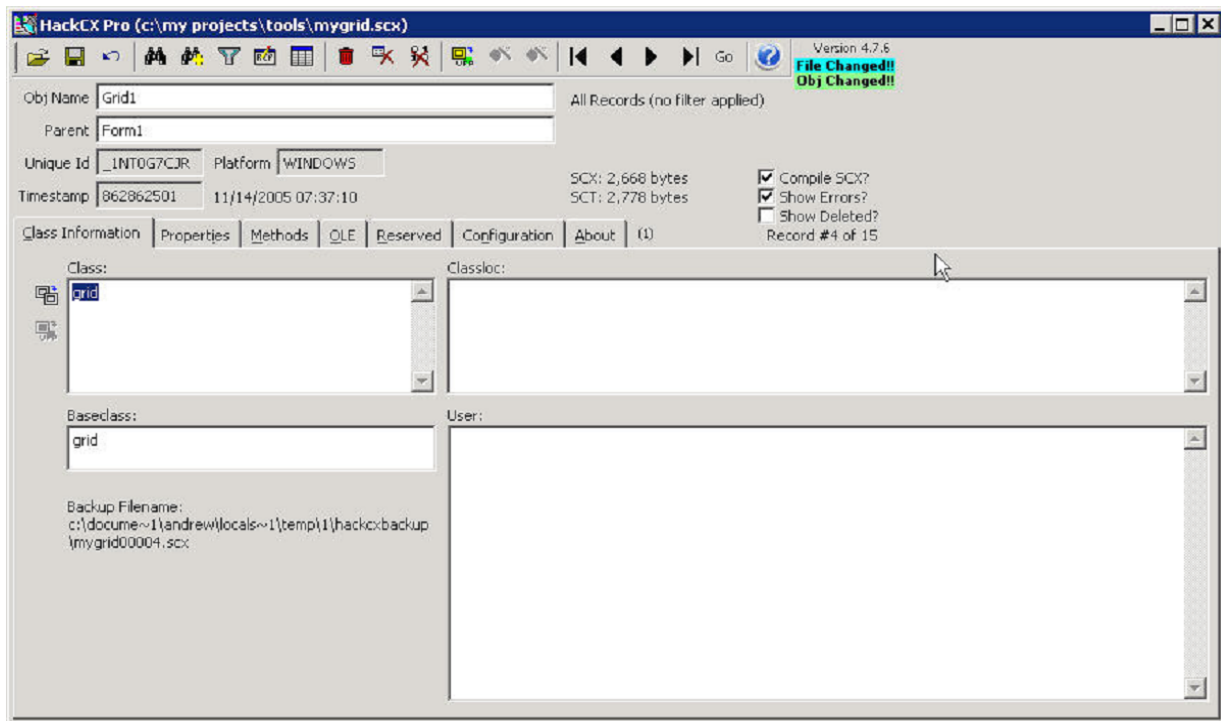 HackCX Pro (c:\my projects\tools\mygrid.scx)
Go
Version 4.7.6
File Changed!!
Obj Changed!!
Obj Name Grid1
All Records (no filter applied)
Parent Form1
Unique Id _1NT0G7CJR Platform WINDOWS
SCX: 2,668 bytes Compile SCX?
Timestamp 862862501 11/14/2005 07:37:10 SCT: 2,778 bytes Show Errors?
Show Deleted?
Class Information Properties Methods OLE Reserved Configuration About (1) Record #4 of 15
Class: Classloc:
grid
Baseclass: User:
grid
Backup Filename:
c:\docume~1\andrew\locals~1\temp\1\hackcxbackup
\mygrid00004.scx